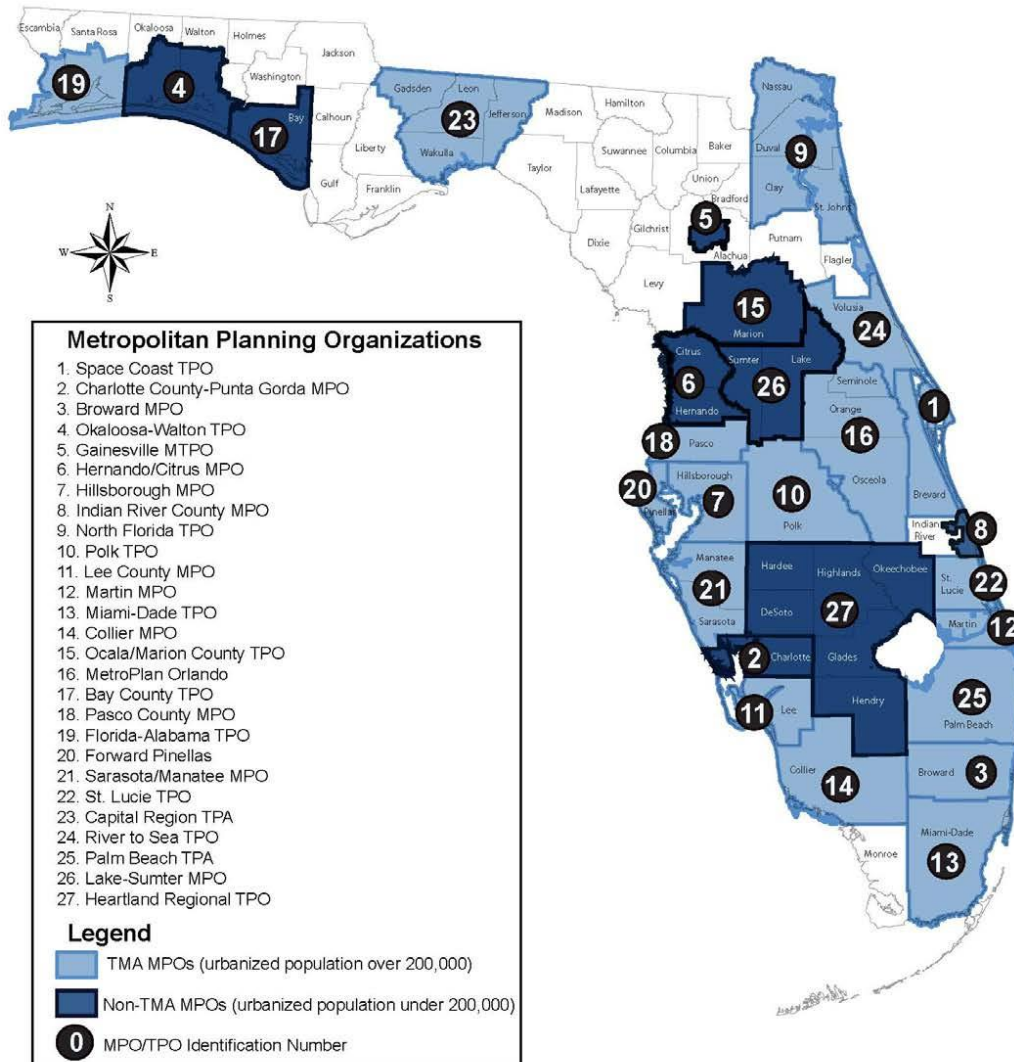 Escambia
Santa Rosa
Okaloosa
Walton
Holmes
Jackson
Washington
19
4
17
Bay
Calhoun
Gadsden
Leon
Jefferson
23
Wakulla
Liberty
Gulf
Franklin
Madison
Hamilton
Taylor
Suwannee
Columbia
Baker
Lafayette
Union
Bradford
Nassau
Duval
9
Clay
St. Johns
5
Dixie
Gilchrist
Alachua
Putnam
Flagler
Levy
N
W
E
S
15
Marion
Volusia
24
Citrus
Sumter
Lake
6
26
Hernando
Seminole
Orange
16
1
18
Pasco
Osceola
Brevard
20
Pinellas
Hillsborough
7
10
Polk
Indian
River
8
Manatee
21
Sarasota
Hardee
Highlands
Okeechobee
DeSoto
27
St.
Lucie
22
Martin
12
2
Charlotte
Glades
11
Lee
Hendry
25
Palm Beach
Collier
14
Broward
3
Monroe
Miami-Dade
13
Metropolitan Planning Organizations
1. Space Coast TPO
2. Charlotte County-Punta Gorda MPO
3. Broward MPO
4. Okaloosa-Walton TPO
5. Gainesville MTPO
6. Hernando/Citrus MPO
7. Hillsborough MPO
8. Indian River County MPO
9. North Florida TPO
10. Polk TPO
11. Lee County MPO
12. Martin MPO
13. Miami-Dade TPO
14. Collier MPO
15. Ocala/Marion County TPO
16. MetroPlan Orlando
17. Bay County TPO
18. Pasco County MPO
19. Florida-Alabama TPO
20. Forward Pinellas
21. Sarasota/Manatee MPO
22. St. Lucie TPO
23. Capital Region TPA
24. River to Sea TPO
25. Palm Beach TPA
26. Lake-Sumter MPO
27. Heartland Regional TPO
Legend
TMA MPOs (urbanized population over 200,000)
Non-TMA MPOs (urbanized population under 200,000)
0 MPO/TPO Identification Number